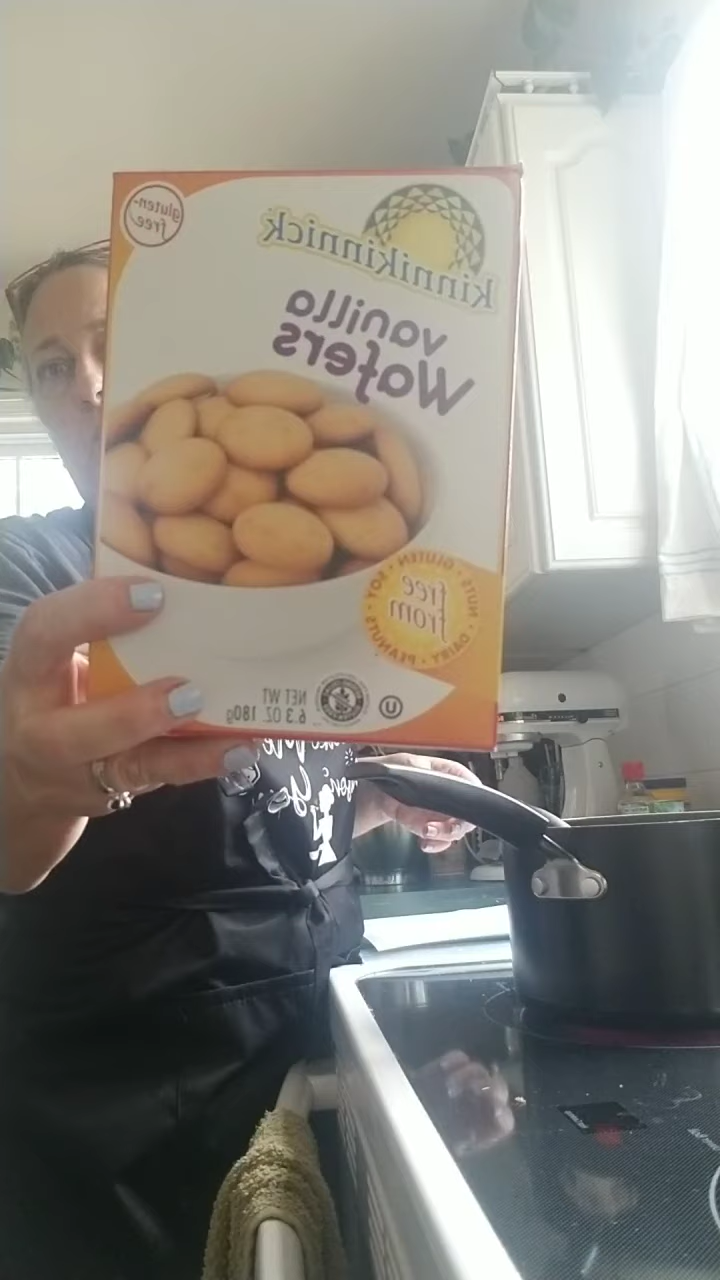 gluten-
free
kinnikinnick
vanilla
Wafers
free
from
GLUTEN • NUTS • DAIRY • PEANUTS • SOY
NET WT
6.3 OZ. 180g
U